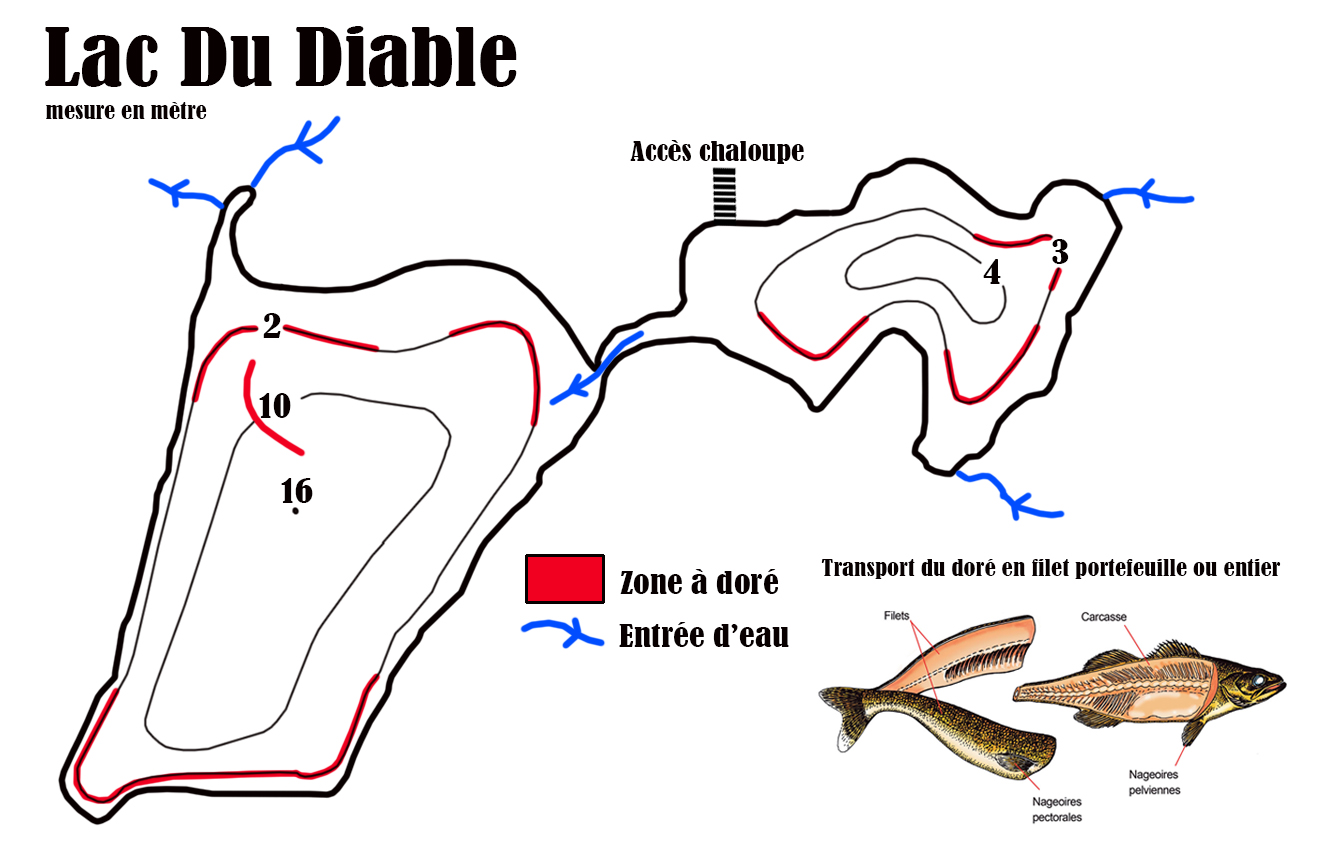 Lac Du Diable
mesure en mètre
Accès chaloupe
3
4
2
10
16
Zone à doré
Entrée d'eau
Transport du doré en filet portefeuille ou entier
Filets
Carcasse
Nageoires
pelviennes
Nageoires
pectorales